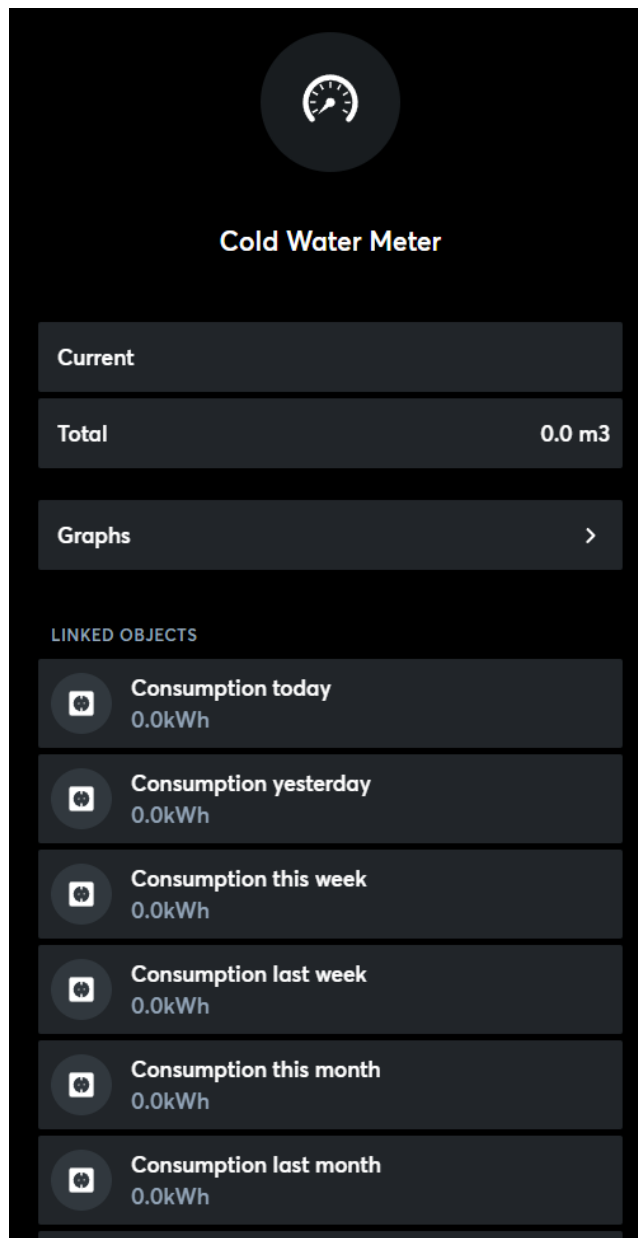 Cold Water Meter
Current
Total 0.0 m3
Graphs
LINKED OBJECTS
Consumption today
0.0kWh
Consumption yesterday
0.0kWh
Consumption this week
0.0kWh
Consumption last week
0.0kWh
Consumption this month
0.0kWh
Consumption last month
0.0kWh